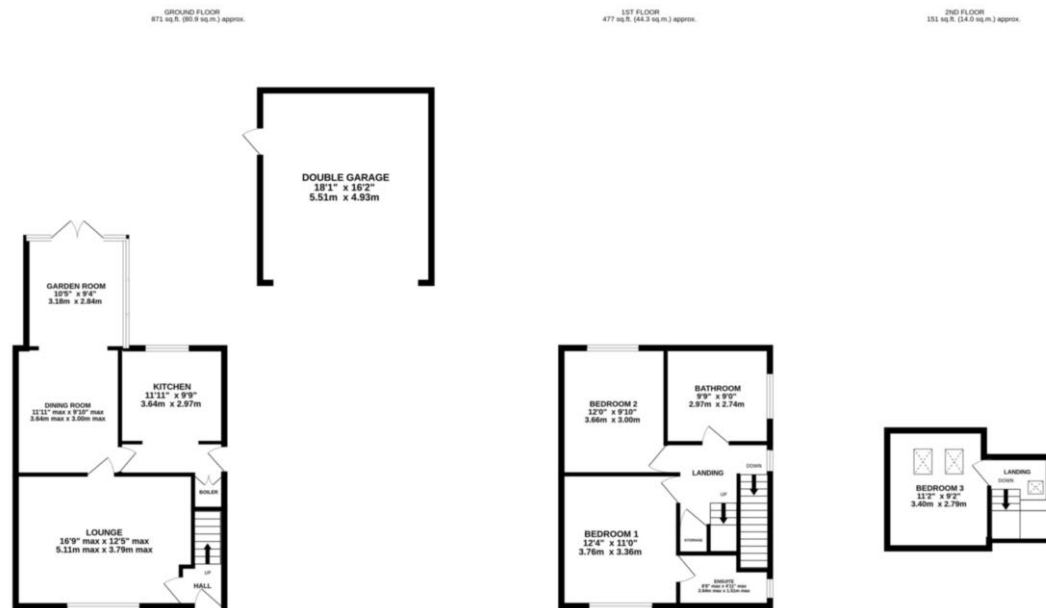 GROUND FLOOR
871 sq.ft. (80.9 sq.m.) approx.
1ST FLOOR
477 sq.ft. (44.3 sq.m.) approx.
2ND FLOOR
151 sq.ft. (14.0 sq.m.) approx.
DOUBLE GARAGE
18'1" x 16'2"
5.51m x 4.93m
GARDEN ROOM
10'5" x 9'4"
3.18m x 2.84m
KITCHEN
11'11" x 9'9"
3.64m x 2.97m
DINING ROOM
11'11" max x 9'10" max
3.64m max x 3.00m max
BOILER
LOUNGE
16'9" max x 12'5" max
5.11m max x 3.79m max
UP
HALL
BEDROOM 2
12'0" x 9'10"
3.66m x 3.00m
BATHROOM
9'9" x 9'0"
2.97m x 2.74m
LANDING
DOWN
UP
STORAGE
BEDROOM 1
12'4" x 11'0"
3.76m x 3.36m
ENSUITE
BEDROOM 3
11'2" x 9'2"
3.40m x 2.79m
LANDING
DOWN